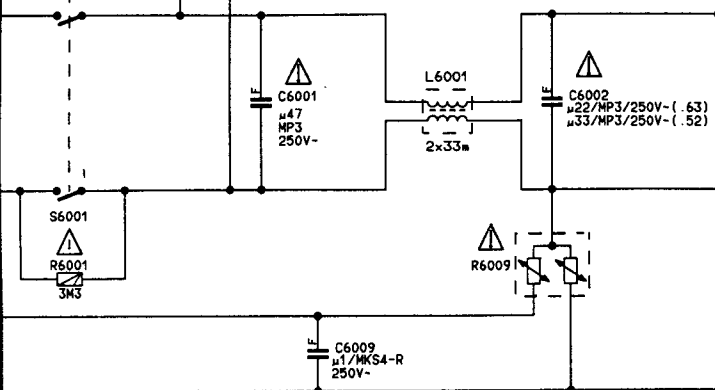 L6001
F
C6001
µ47
MP3
250V~
2x33m
F
C6002
µ22/MP3/250V~(.63)
µ33/MP3/250V~(.52)
S6001
R6001
3M3
R6009
F
C6009
µ1/MKS4-R
250V~